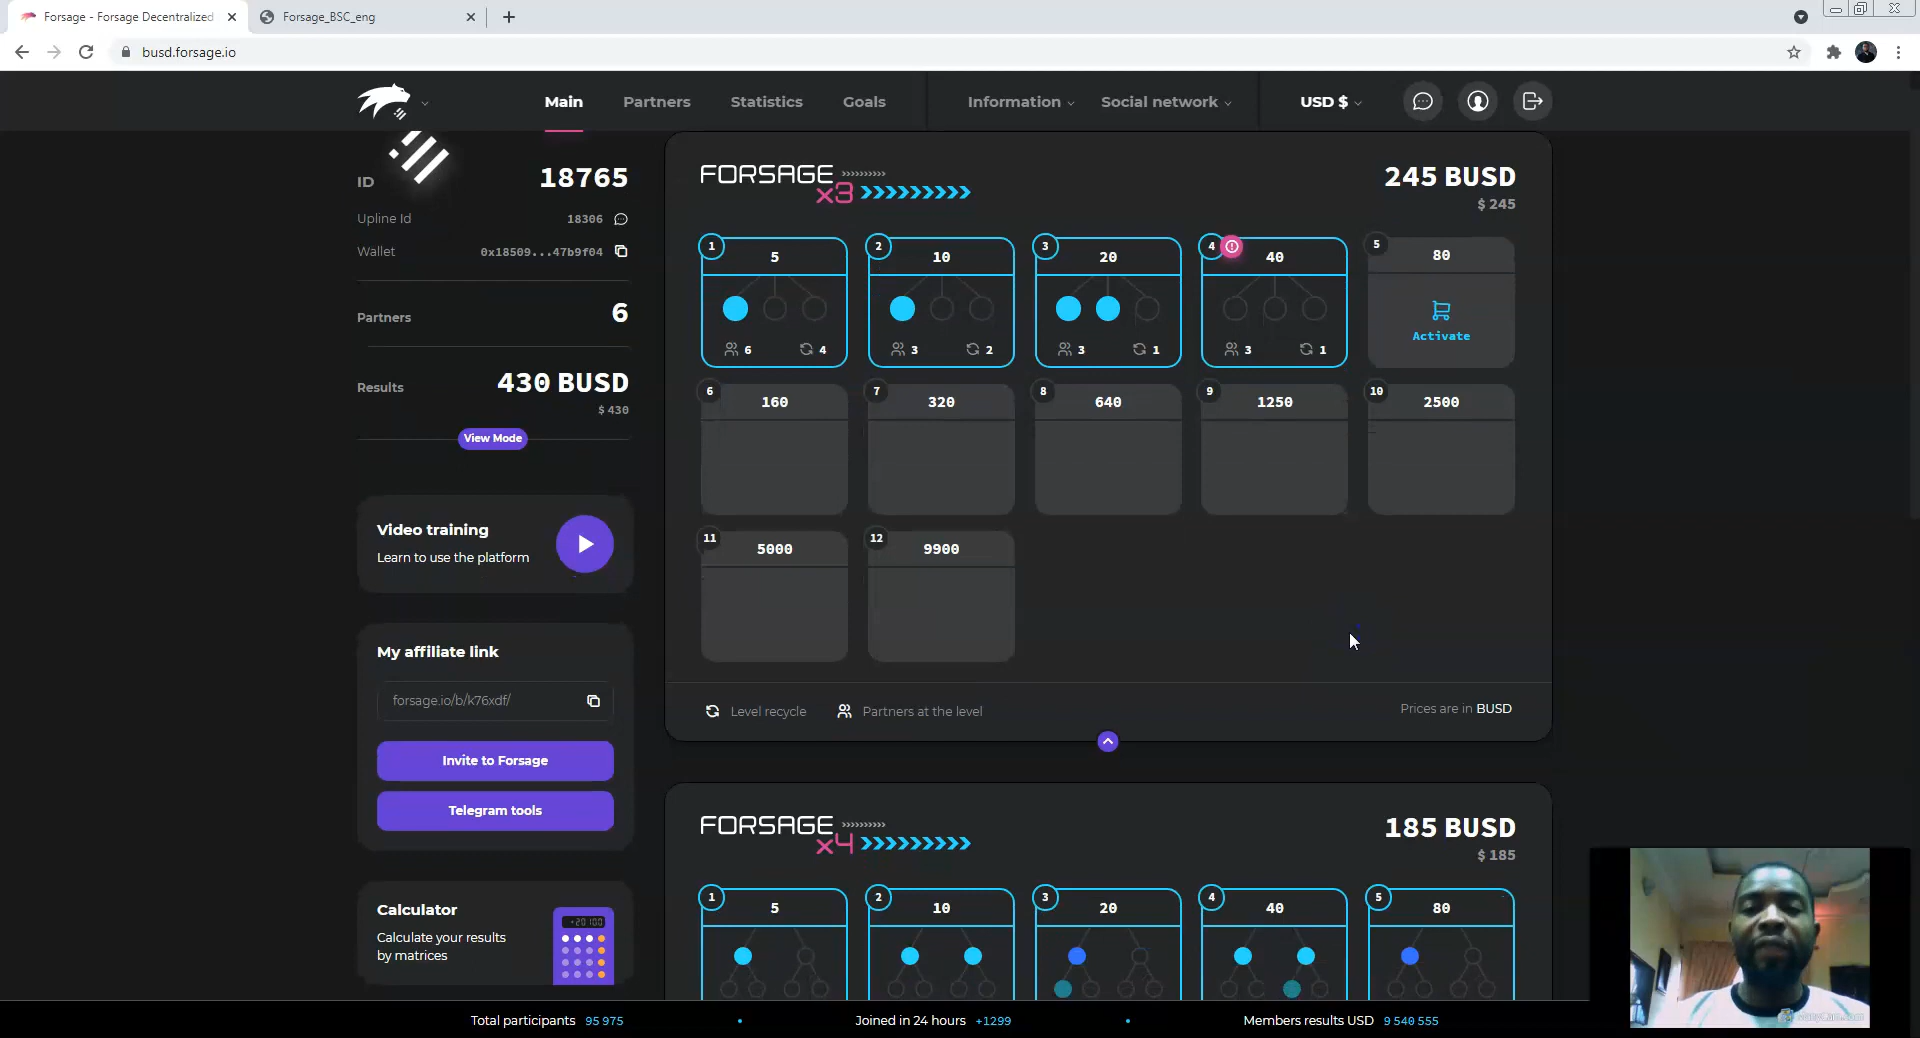 Forsage - Forsage Decentralized
Forsage_BSC_eng
busd.forsage.io
Main
Partners
Statistics
Goals
Information
Social network
USD $
ID
18765
Upline Id
18306
Wallet
0x18509...47b9f04
Partners
6
Results
430 BUSD
$ 430
View Mode
Video training
Learn to use the platform
My affiliate link
forsage.io/b/k76xdf/
Invite to Forsage
Telegram tools
Calculator
Calculate your results
by matrices
FORSAGE
x3
245 BUSD
$ 245
1
5
6
4
2
10
3
2
3
20
3
1
4
40
3
1
5
80
Activate
6
160
7
320
8
640
9
1250
10
2500
11
5000
12
9900
Level recycle
Partners at the level
Prices are in BUSD
FORSAGE
x4
185 BUSD
$ 185
1
5
2
10
3
20
4
40
5
80
Total participants 95 975
Joined in 24 hours +1299
Members results USD 9 540 555